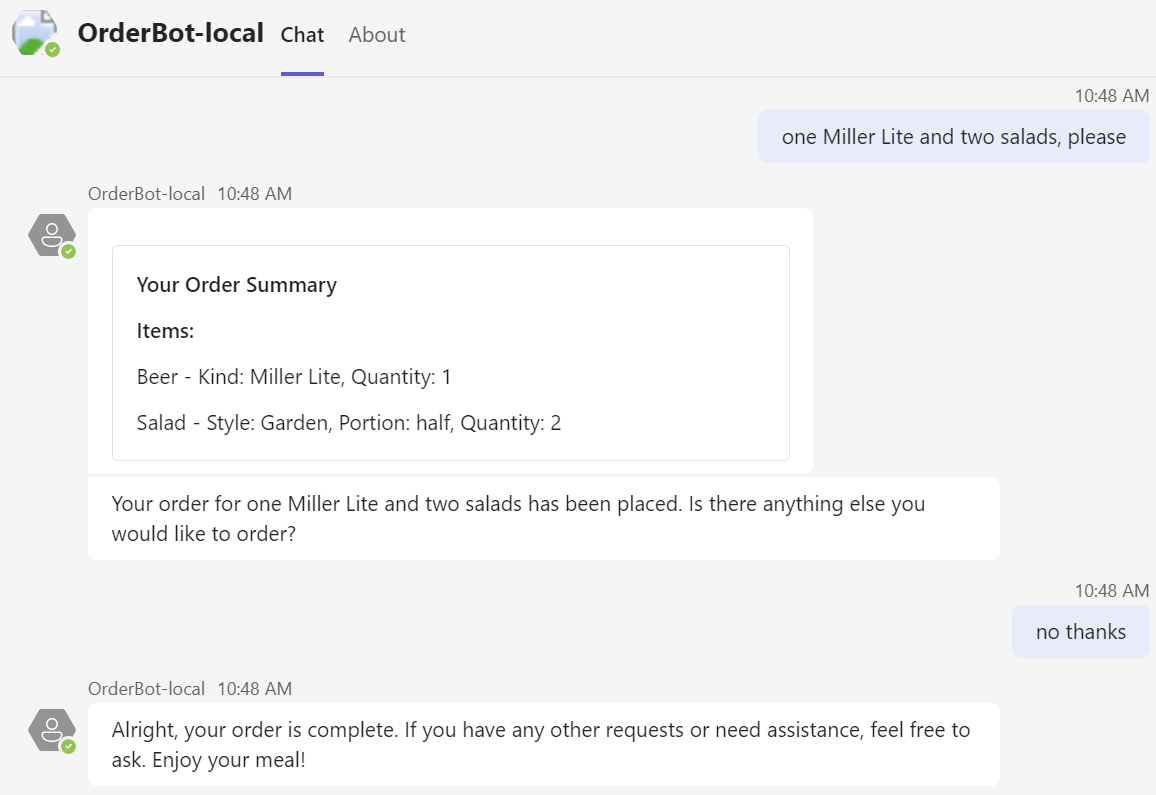 OrderBot-local Chat About
10:48 AM
one Miller Lite and two salads, please
OrderBot-local 10:48 AM
Your Order Summary
Items:
Beer - Kind: Miller Lite, Quantity: 1
Salad - Style: Garden, Portion: half, Quantity: 2
Your order for one Miller Lite and two salads has been placed. Is there anything else you
would like to order?
10:48 AM
no thanks
OrderBot-local 10:48 AM
Alright, your order is complete. If you have any other requests or need assistance, feel free to
ask. Enjoy your meal!